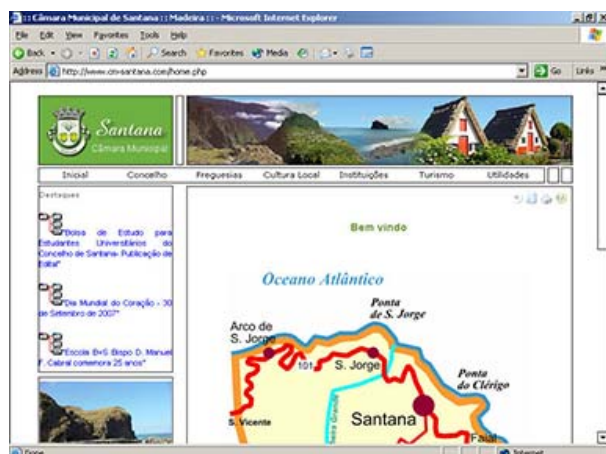 ::: Câmara Municipal de Santana ::: Madeira ::: - Microsoft Internet Explorer
File Edit View Favorites Tools Help
Back Search Favorites Media
Address http://www.cm-santana.com/home.php Go Links
Santana
Câmara Municipal
Inicial Concelho Freguesias Cultura Local Instituições Turismo Utilidades
Destaques
"Bolsa de Estudo para
Estudantes Universitários do
Concelho de Santana- Publicação de
Edital"
"Dia Mundial do Coração - 30
de Setembro de 2007"
"Escola B+S Bispo D. Manuel
F. Cabral comemora 25 anos"
Bem vindo
Oceano Atlântico
Ponta
de S. Jorge
Arco de
S. Jorge
101
S. Jorge
Ponta
do Clérigo
Santana
S. Vicente
Faial
Done Internet